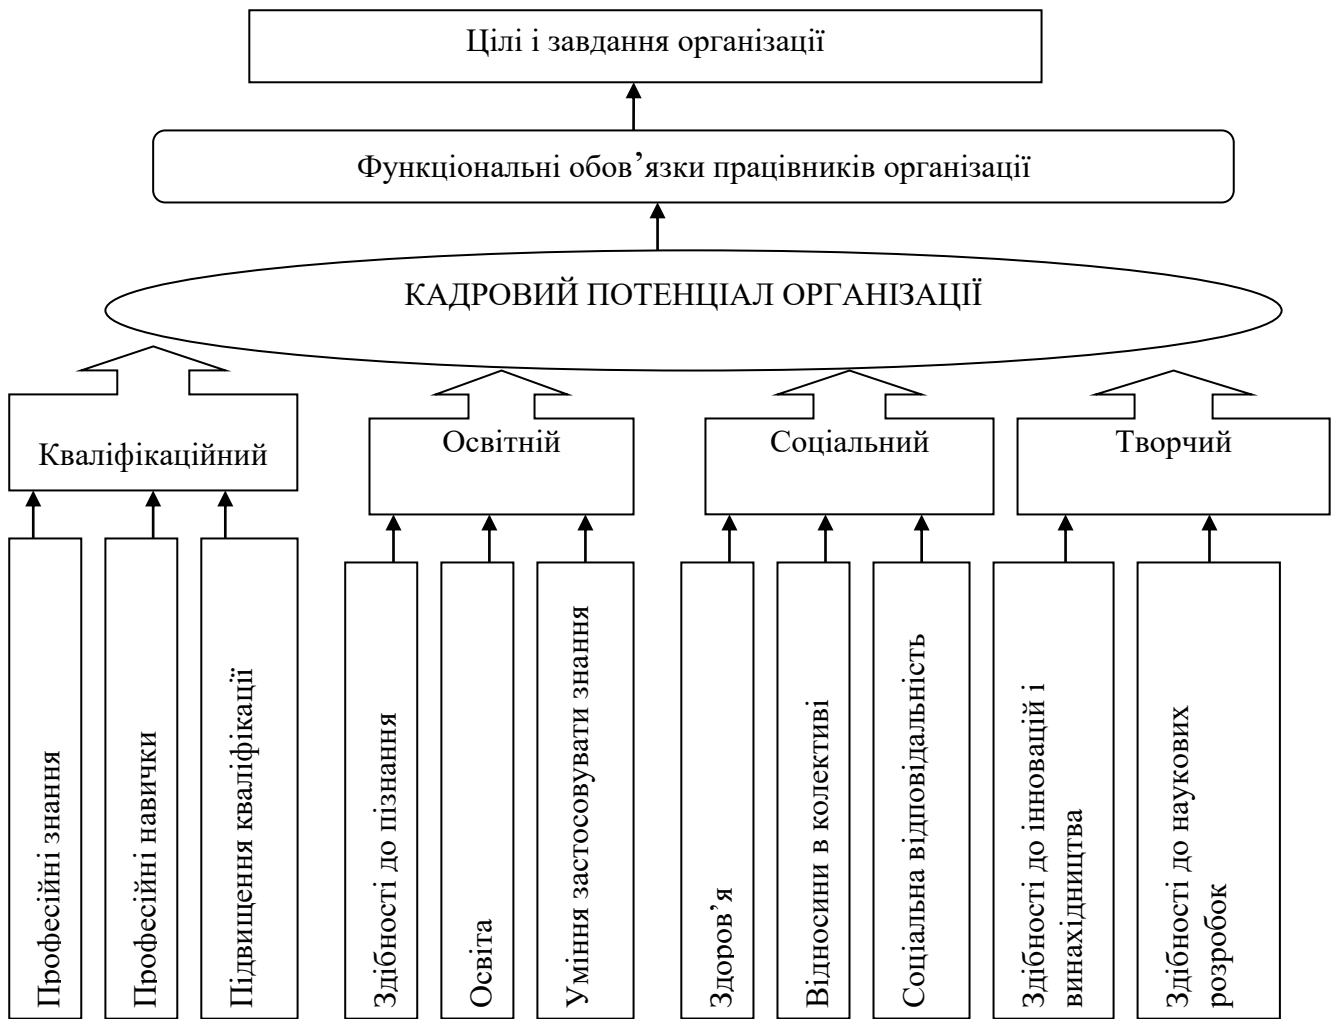 Цілі і завдання організації
Функціональні обов’язки працівників організації
КАДРОВИЙ ПОТЕНЦІАЛ ОРГАНІЗАЦІЇ
Кваліфікаційний
Освітній
Соціальний
Творчий
Професійні знання
Професійні навички
Підвищення кваліфікації
Здібності до пізнання
Освіта
Уміння застосовувати знання
Здоров’я
Відносини в колективі
Соціальна відповідальність
Здібності до інновацій і
винахідництва
Здібності до наукових
розробок